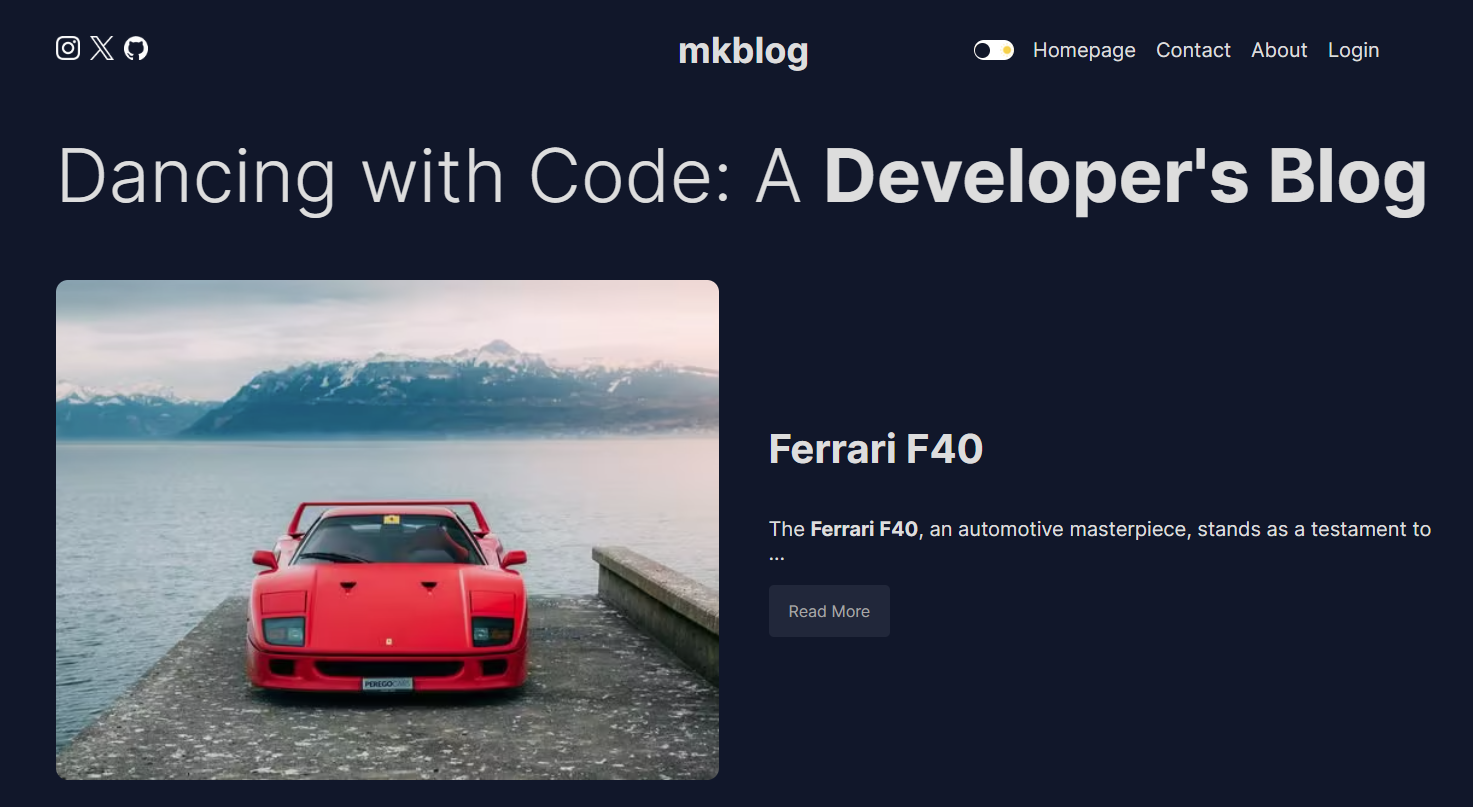 mkblog
Homepage Contact About Login
Dancing with Code: A Developer's Blog
Ferrari F40
The Ferrari F40, an automotive masterpiece, stands as a testament to
...
Read More
PEREGOCARS